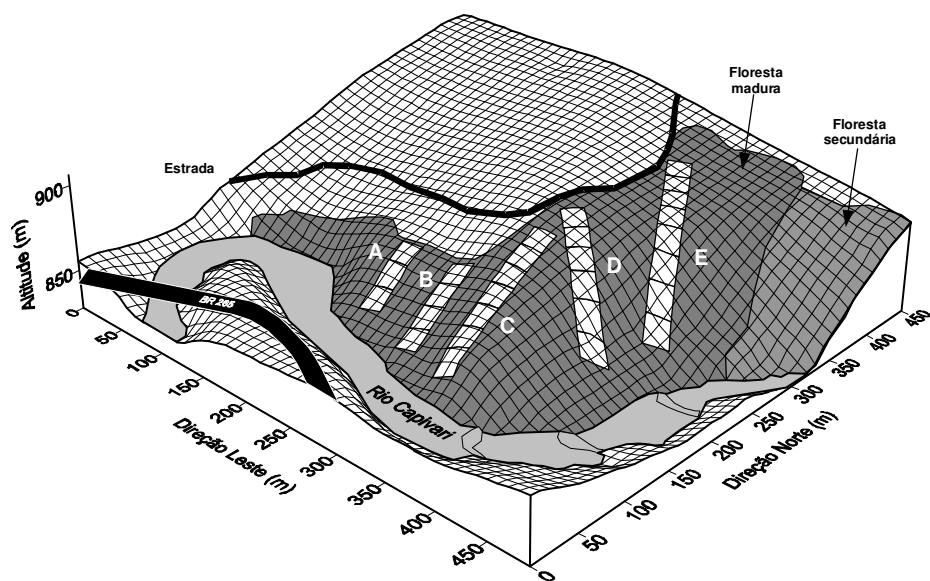 Floresta
madura
Floresta
secundária
Estrada
900
850
Altitude (m)
A
B
C
D
E
BR 265
Rio Capivari
0
50
100
150
200
250
300
350
400
450
Direção Leste (m)
0
50
100
150
200
250
300
350
400
450
Direção Norte (m)